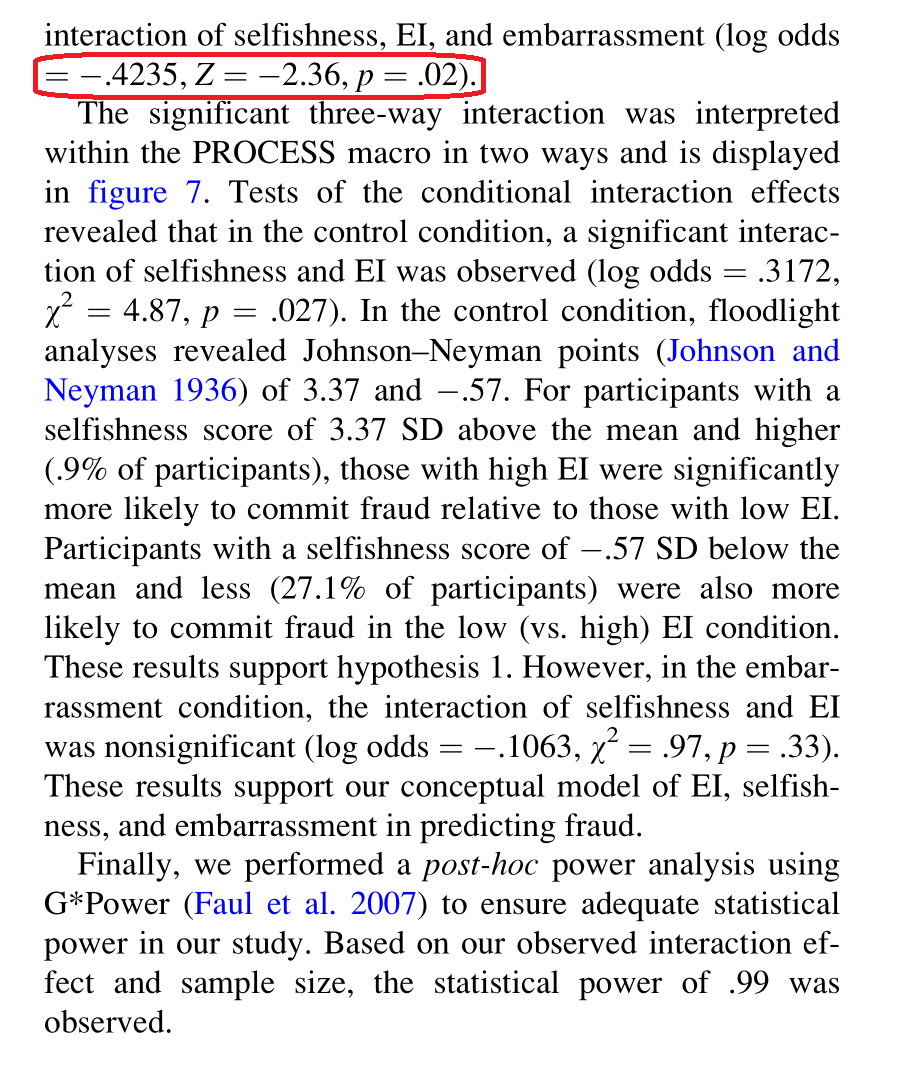 interaction of selfishness, EI, and embarrassment (log odds
= −.4235, Z = −2.36, p = .02).
The significant three-way interaction was interpreted
within the PROCESS macro in two ways and is displayed
in figure 7. Tests of the conditional interaction effects
revealed that in the control condition, a significant interac-
tion of selfishness and EI was observed (log odds = .3172,
χ² = 4.87, p = .027). In the control condition, floodlight
analyses revealed Johnson–Neyman points (Johnson and
Neyman 1936) of 3.37 and −.57. For participants with a
selfishness score of 3.37 SD above the mean and higher
(.9% of participants), those with high EI were significantly
more likely to commit fraud relative to those with low EI.
Participants with a selfishness score of −.57 SD below the
mean and less (27.1% of participants) were also more
likely to commit fraud in the low (vs. high) EI condition.
These results support hypothesis 1. However, in the embar-
rassment condition, the interaction of selfishness and EI
was nonsignificant (log odds = −.1063, χ² = .97, p = .33).
These results support our conceptual model of EI, selfish-
ness, and embarrassment in predicting fraud.
Finally, we performed a post-hoc power analysis using
G*Power (Faul et al. 2007) to ensure adequate statistical
power in our study. Based on our observed interaction ef-
fect and sample size, the statistical power of .99 was
observed.